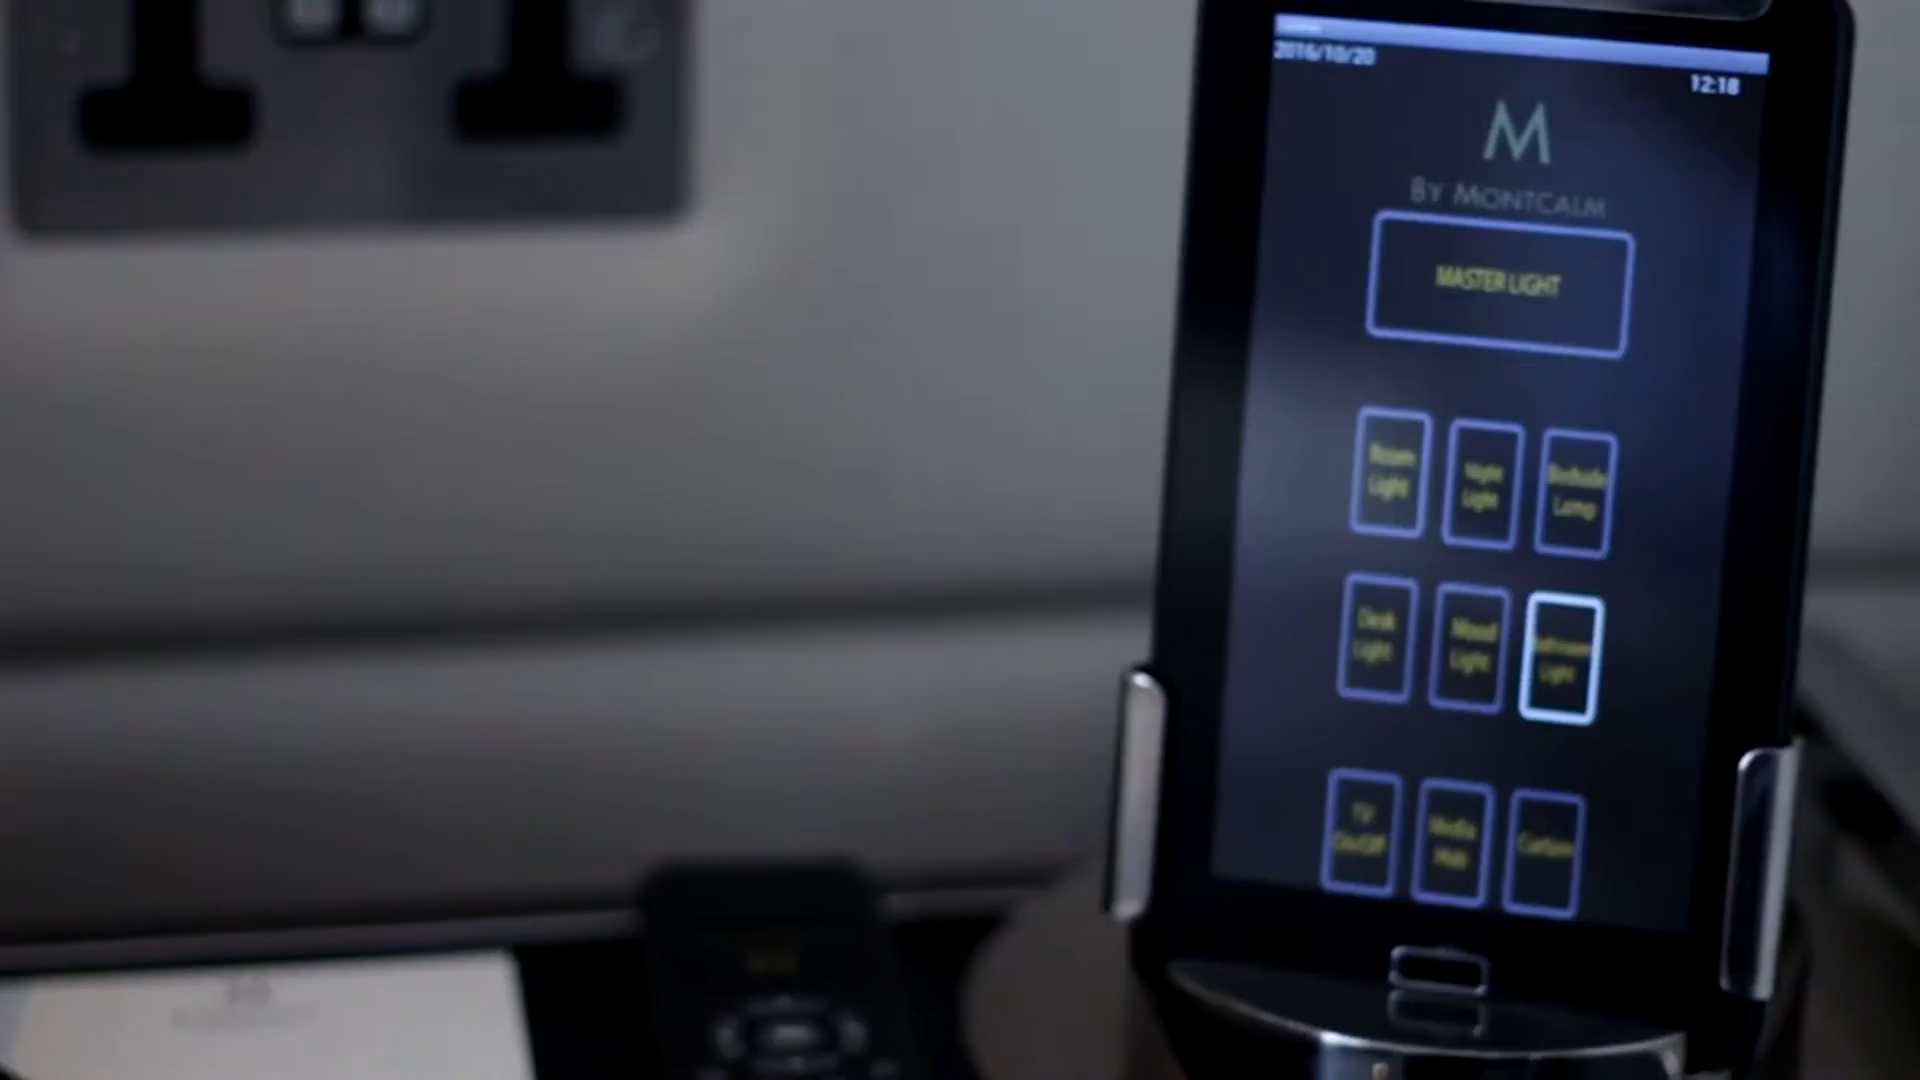 2016/10/20
12:18
M
BY MONTCALM
MASTER LIGHT
Room
Light
Night
Light
Bedside
Lamp
Desk
Light
Mood
Light
Bathroom
Light
TV
On/Off
Media
Hub
Curtain